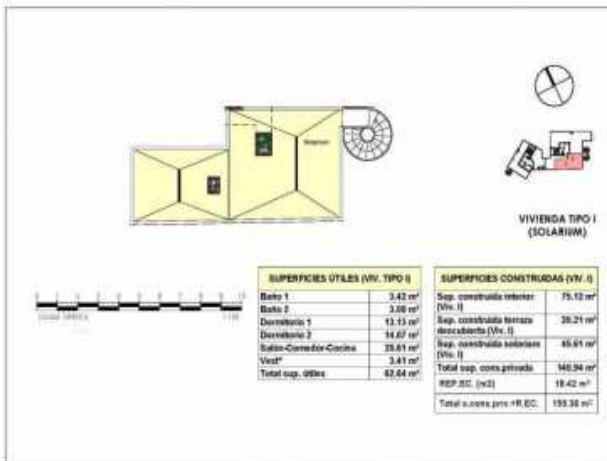 Solarium
VIVIENDA TIPO I
(SOLARIUM)
SUPERFICIES ÚTILES (VIV. TIPO I)
Baño 1 3.42 m²
Baño 2 3.00 m²
Dormitorio 1 13.13 m²
Dormitorio 2 14.07 m²
Salón-Comedor-Cocina 25.61 m²
Vestº 3.41 m²
Total sup. útiles 62.64 m²
SUPERFICIES CONSTRUIDAS (VIV. I)
Sup. construida interior
(Viv. I) 75.12 m²
Sup. construida terraza
descubierta (Viv. I) 20.21 m²
Sup. construida solarium
(Viv. I) 45.61 m²
Total sup. cons.privada 140.94 m²
REP.EC. (m2) 18.42 m²
Total s.cons.priv.+R.EC. 159.36 m²